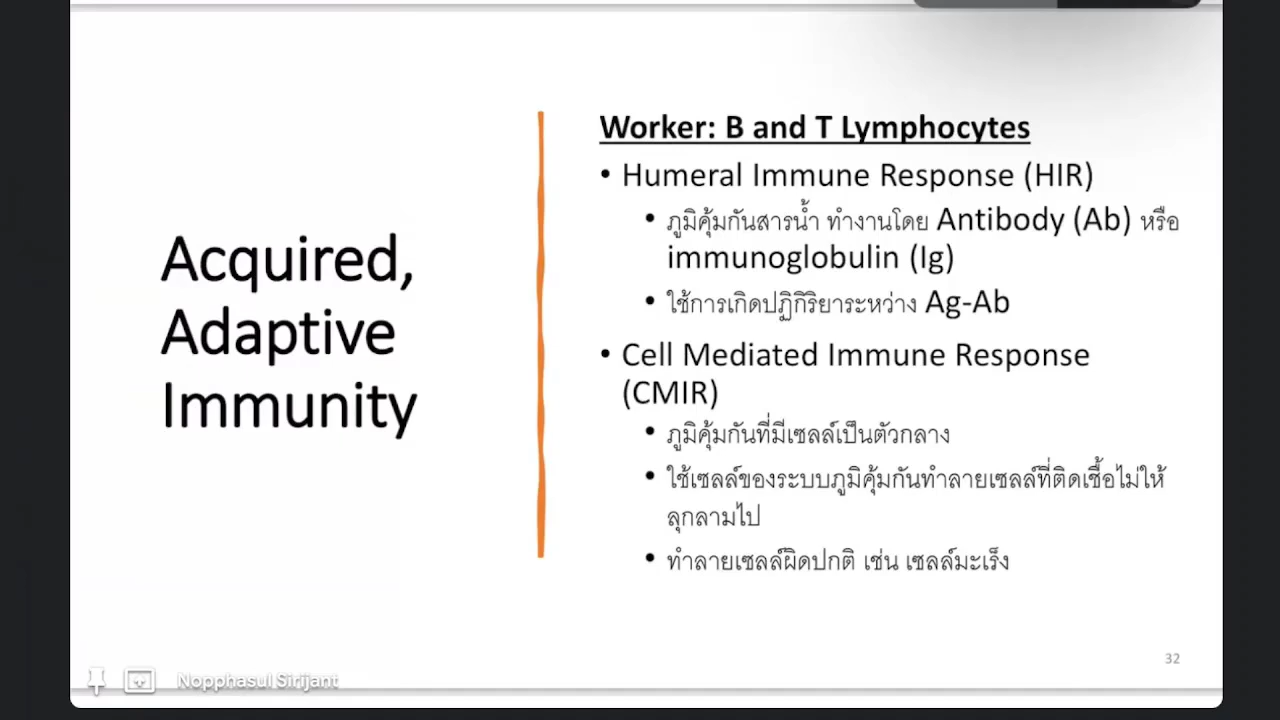 Acquired,
Adaptive
Immunity
Worker: B and T Lymphocytes
• Humeral Immune Response (HIR)
• ภูมิคุ้มกันสารน้ำ ทำงานโดย Antibody (Ab) หรือ
immunoglobulin (Ig)
• ใช้การเกิดปฏิกิริยาระหว่าง Ag-Ab
• Cell Mediated Immune Response
(CMIR)
• ภูมิคุ้มกันที่มีเซลล์เป็นตัวกลาง
• ใช้เซลล์ของระบบภูมิคุ้มกันทำลายเซลล์ที่ติดเชื้อไม่ให้
ลุกลามไป
• ทำลายเซลล์ผิดปกติ เช่น เซลล์มะเร็ง
32
Nopphasul Sirijant